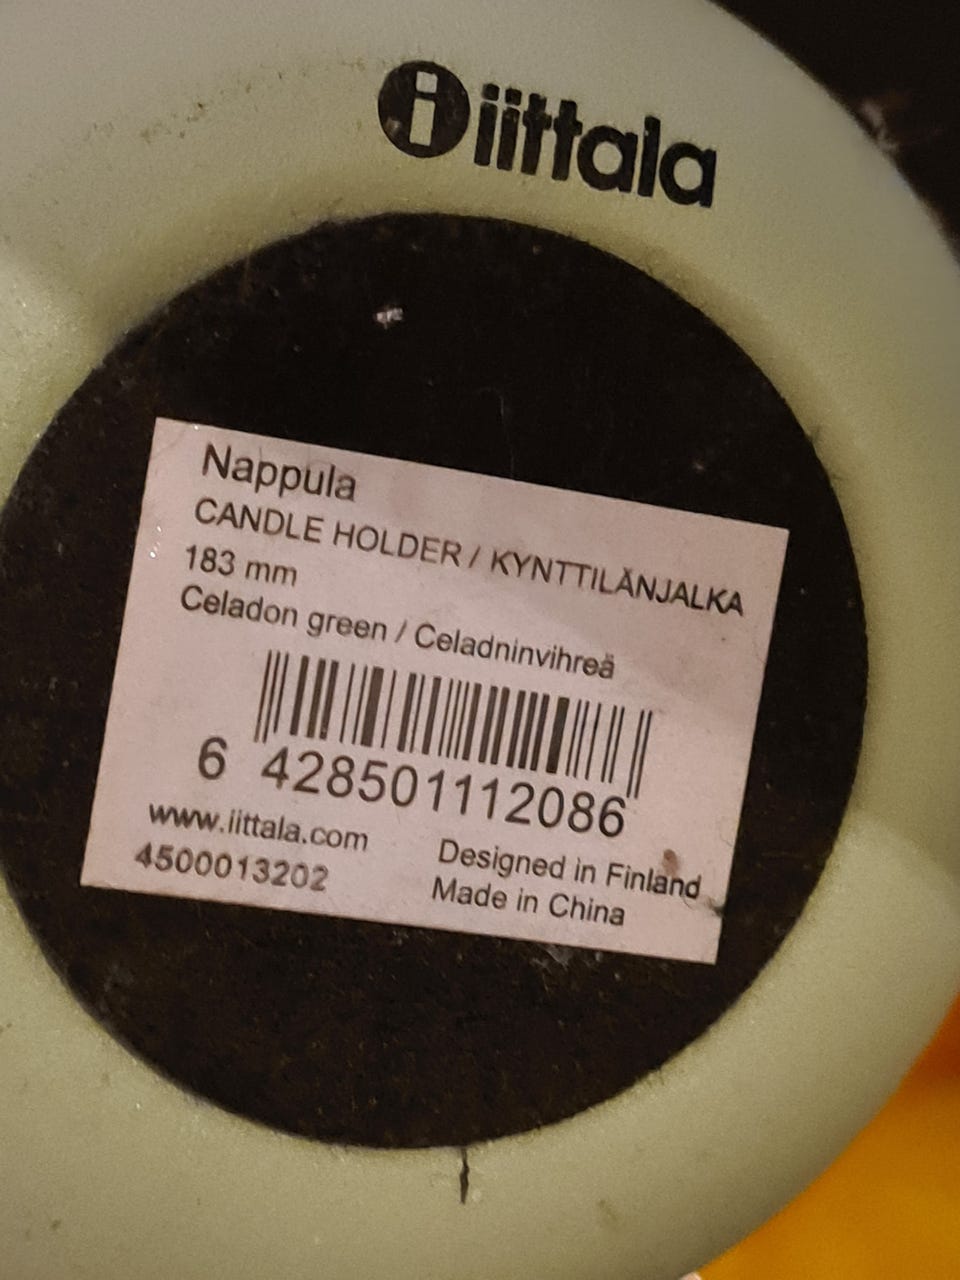 iittala
Nappula
CANDLE HOLDER / KYNTTILÄNJALKA
183 mm
Celadon green / Celadninvihreä
6 428501112086
www.iittala.com
4500013202
Designed in Finland
Made in China